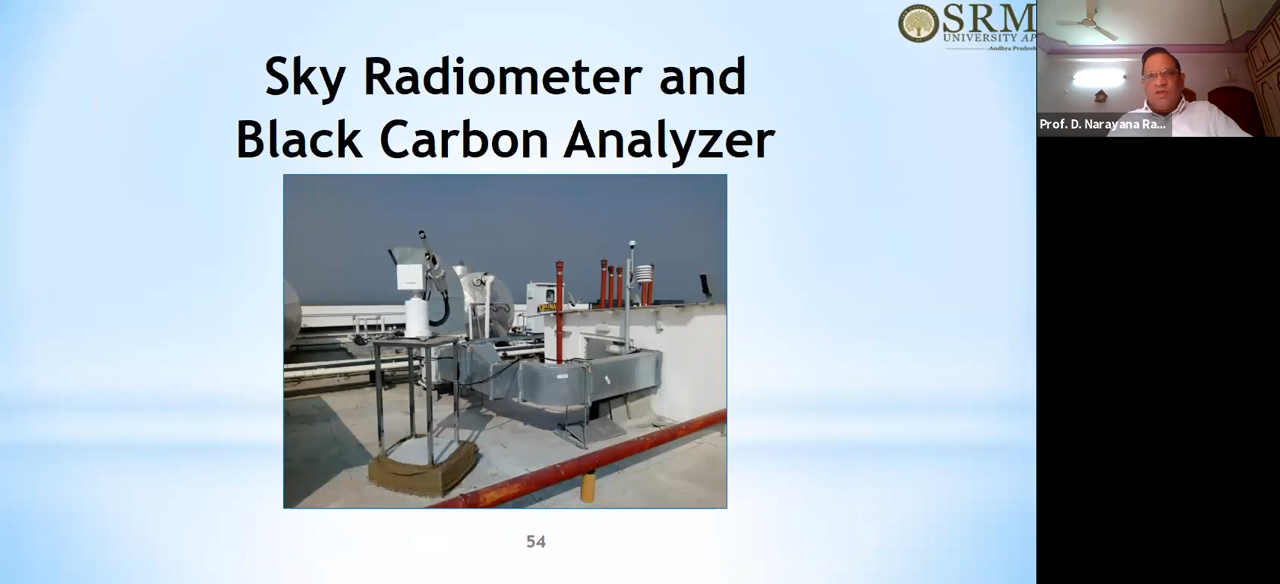 SRM
UNIVERSITY AP
Andhra Pradesh
Sky Radiometer and
Black Carbon Analyzer
Prof. D. Narayana Ra...
54